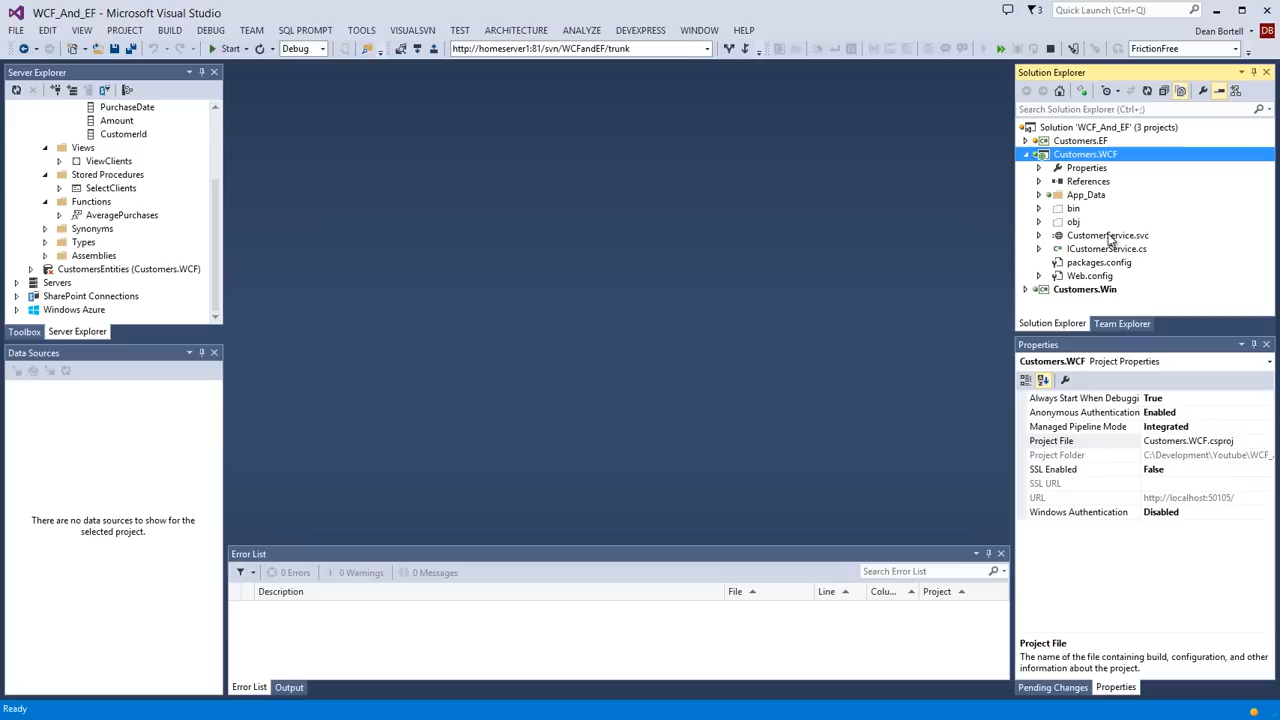 WCF_And_EF - Microsoft Visual Studio
3
Quick Launch (Ctrl+Q)
FILE EDIT VIEW VISUALSVN PROJECT BUILD DEBUG TEAM SQL PROMPT TOOLS VISUALSVN TEST ARCHITECTURE ANALYZE DEVEXPRESS WINDOW HELP
Dean Bortell DB
Start Debug http://homeserver1:81/svn/WCFandEF/trunk FrictionFree
Server Explorer
PurchaseDate
Amount
CustomerId
Views
ViewClients
Stored Procedures
SelectClients
Functions
AveragePurchases
Synonyms
Types
Assemblies
CustomersEntities (Customers.WCF)
Servers
SharePoint Connections
Windows Azure
Toolbox Server Explorer
Data Sources
There are no data sources to show for the
selected project.
Error List
0 Errors 0 Warnings 0 Messages Search Error List
Description File Line Colu... Project
Error List Output
Solution Explorer
Search Solution Explorer (Ctrl+;)
Solution 'WCF_And_EF' (3 projects)
Customers.EF
Customers.WCF
Properties
References
App_Data
bin
obj
CustomerService.svc
ICustomerService.cs
packages.config
Web.config
Customers.Win
Solution Explorer Team Explorer
Properties
Customers.WCF Project Properties
Always Start When Debuggi True
Anonymous Authentication Enabled
Managed Pipeline Mode Integrated
Project File Customers.WCF.csproj
Project Folder C:\Development\Youtube\WCF_
SSL Enabled False
SSL URL
URL http://localhost:50105/
Windows Authentication Disabled
Project File
The name of the file containing build, configuration, and other
information about the project.
Pending Changes Properties
Ready